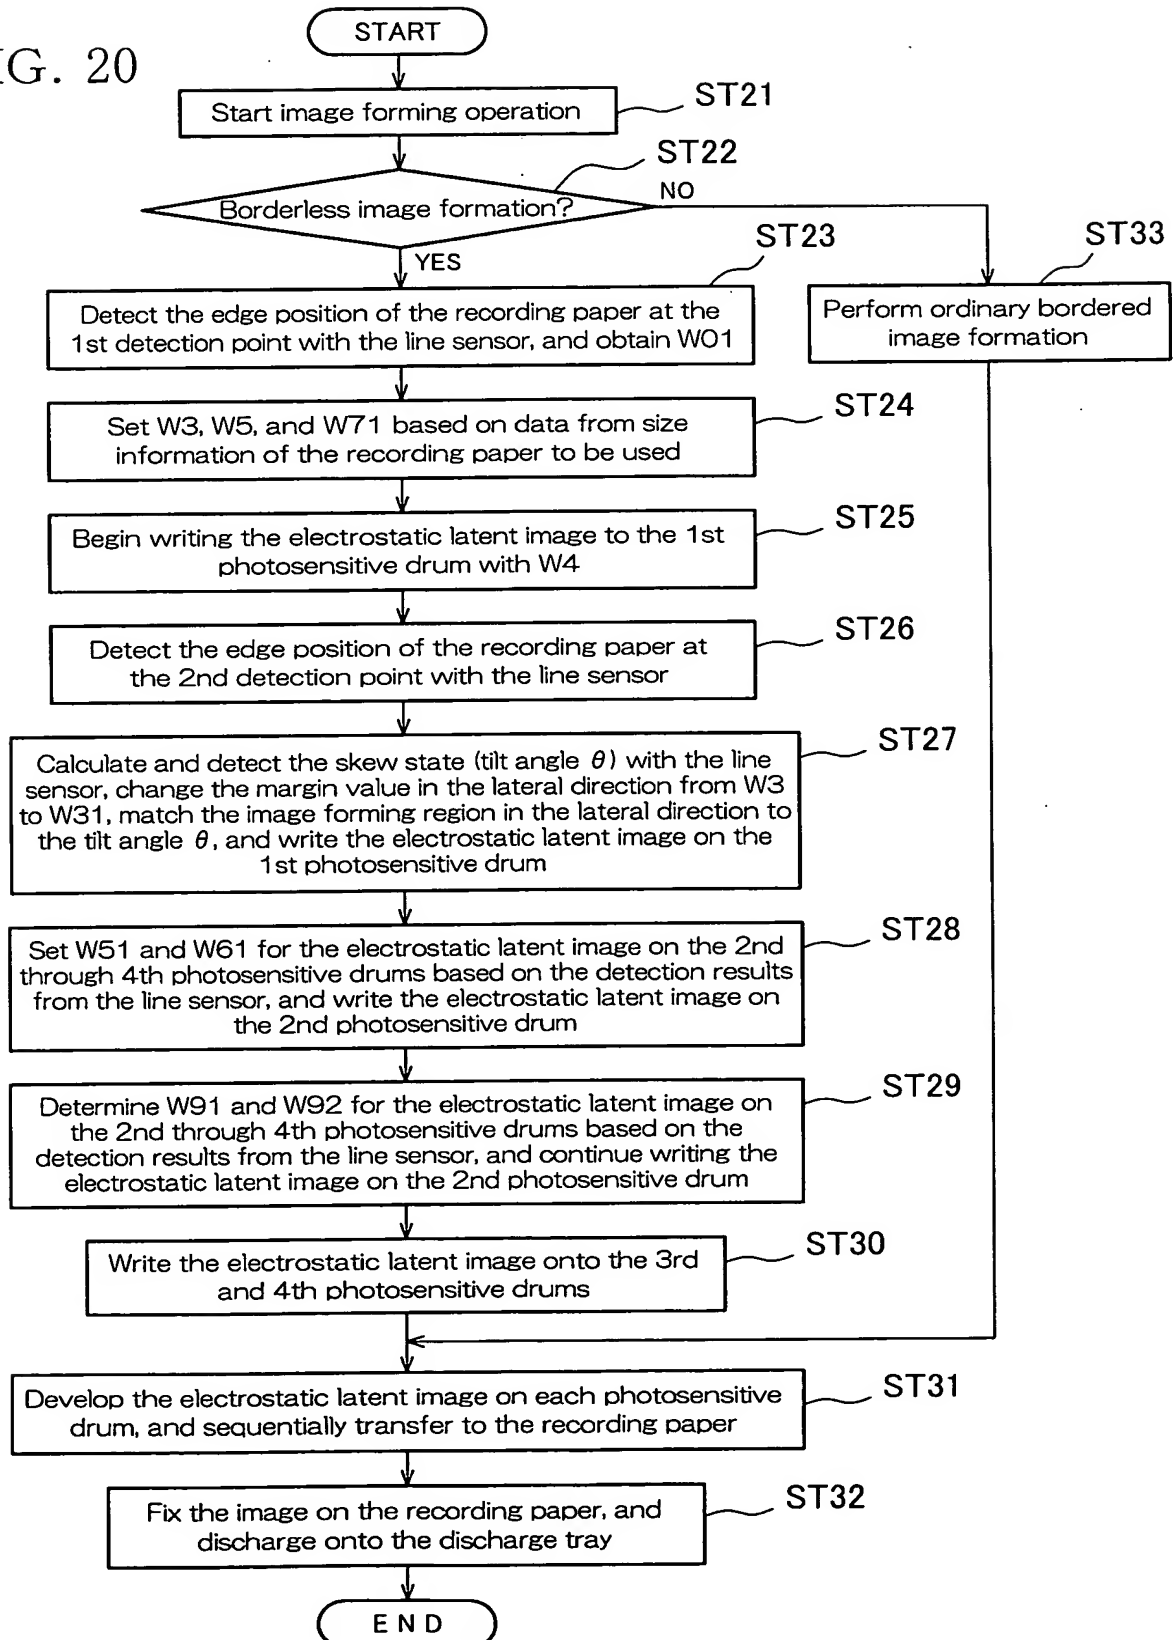 START
IG. 20
Start image forming operation
ST21
ST22
Borderless image formation?
NO
YES
ST23
ST33
Detect the edge position of the recording paper at the
1st detection point with the line sensor, and obtain W01
Perform ordinary bordered
image formation
ST24
Set W3, W5, and W71 based on data from size
information of the recording paper to be used
ST25
Begin writing the electrostatic latent image to the 1st
photosensitive drum with W4
ST26
Detect the edge position of the recording paper at
the 2nd detection point with the line sensor
ST27
Calculate and detect the skew state (tilt angle θ) with the line
sensor, change the margin value in the lateral direction from W3
to W31, match the image forming region in the lateral direction to
the tilt angle θ, and write the electrostatic latent image on the
1st photosensitive drum
ST28
Set W51 and W61 for the electrostatic latent image on the 2nd
through 4th photosensitive drums based on the detection results
from the line sensor, and write the electrostatic latent image on
the 2nd photosensitive drum
ST29
Determine W91 and W92 for the electrostatic latent image on
the 2nd through 4th photosensitive drums based on the
detection results from the line sensor, and continue writing the
electrostatic latent image on the 2nd photosensitive drum
ST30
Write the electrostatic latent image onto the 3rd
and 4th photosensitive drums
ST31
Develop the electrostatic latent image on each photosensitive
drum, and sequentially transfer to the recording paper
ST32
Fix the image on the recording paper, and
discharge onto the discharge tray
END